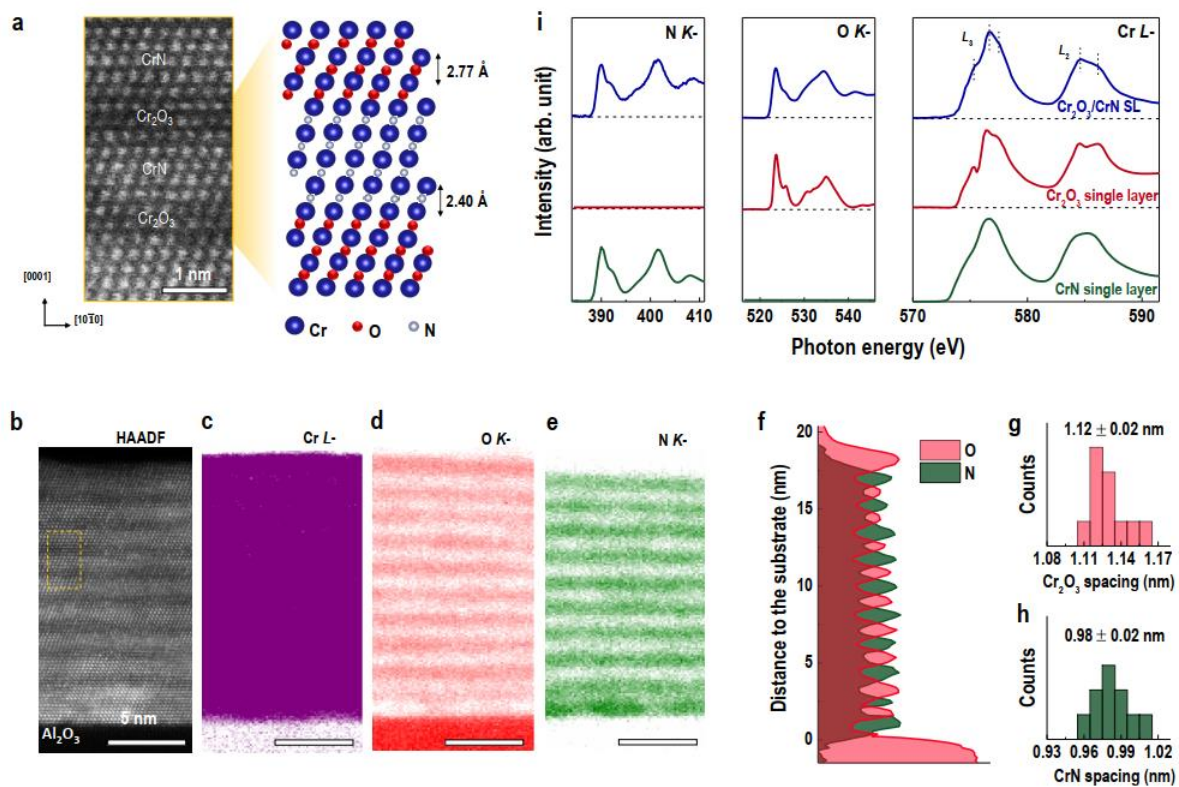 a
CrN
Cr₂O₃
CrN
Cr₂O₃
1 nm
[0001]
[101̄0]
2.77 Å
2.40 Å
Cr
O
N
i
N K-
O K-
Cr L-
L₃
L₂
Cr₂O₃/CrN SL
Cr₂O₃ single layer
CrN single layer
Intensity (arb. unit)
390 400 410
520 530 540
570 580 590
Photon energy (eV)
b
HAADF
Al₂O₃
5 nm
c
Cr L-
d
O K-
e
N K-
f
20
15
10
5
0
Distance to the substrate (nm)
O
N
g
1.12 ± 0.02 nm
Counts
1.08 1.11 1.14 1.17
Cr₂O₃ spacing (nm)
h
0.98 ± 0.02 nm
Counts
0.93 0.96 0.99 1.02
CrN spacing (nm)